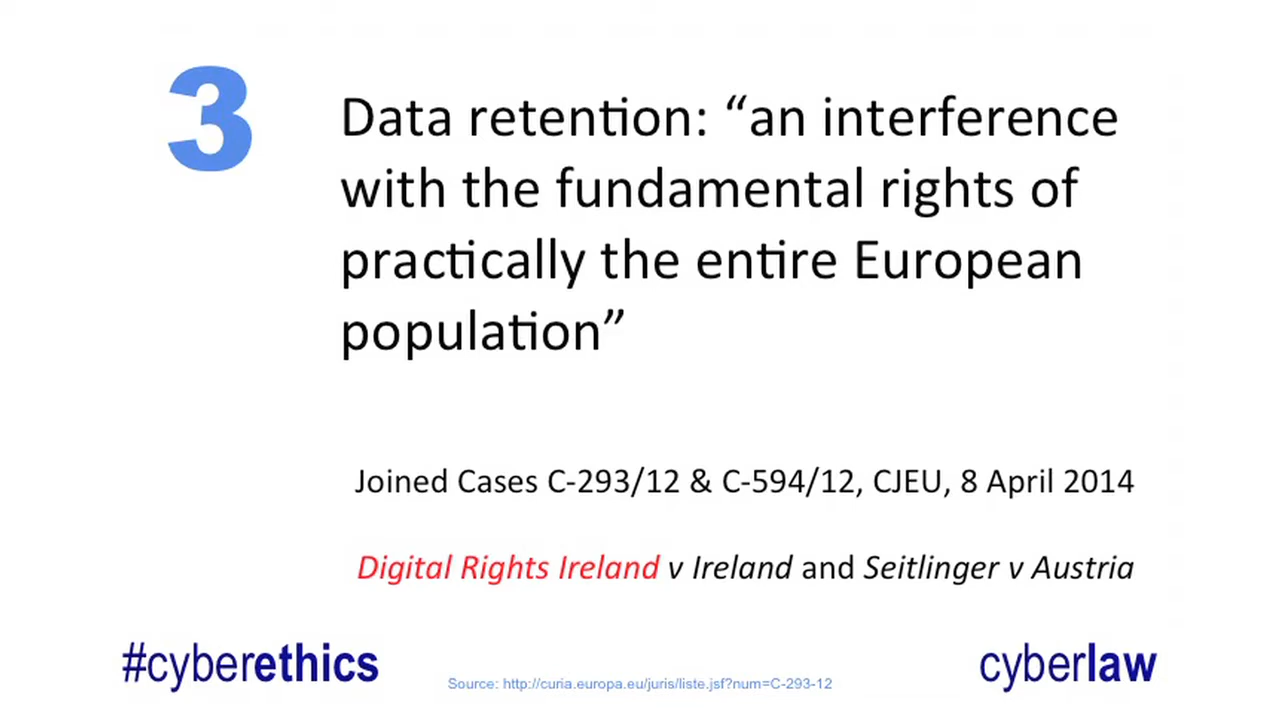 3
Data retention: “an interference
with the fundamental rights of
practically the entire European
population”
Joined Cases C-293/12 & C-594/12, CJEU, 8 April 2014
Digital Rights Ireland v Ireland and Seitlinger v Austria
#cyberethics
Source: http://curia.europa.eu/juris/liste.jsf?num=C-293-12
cyberlaw